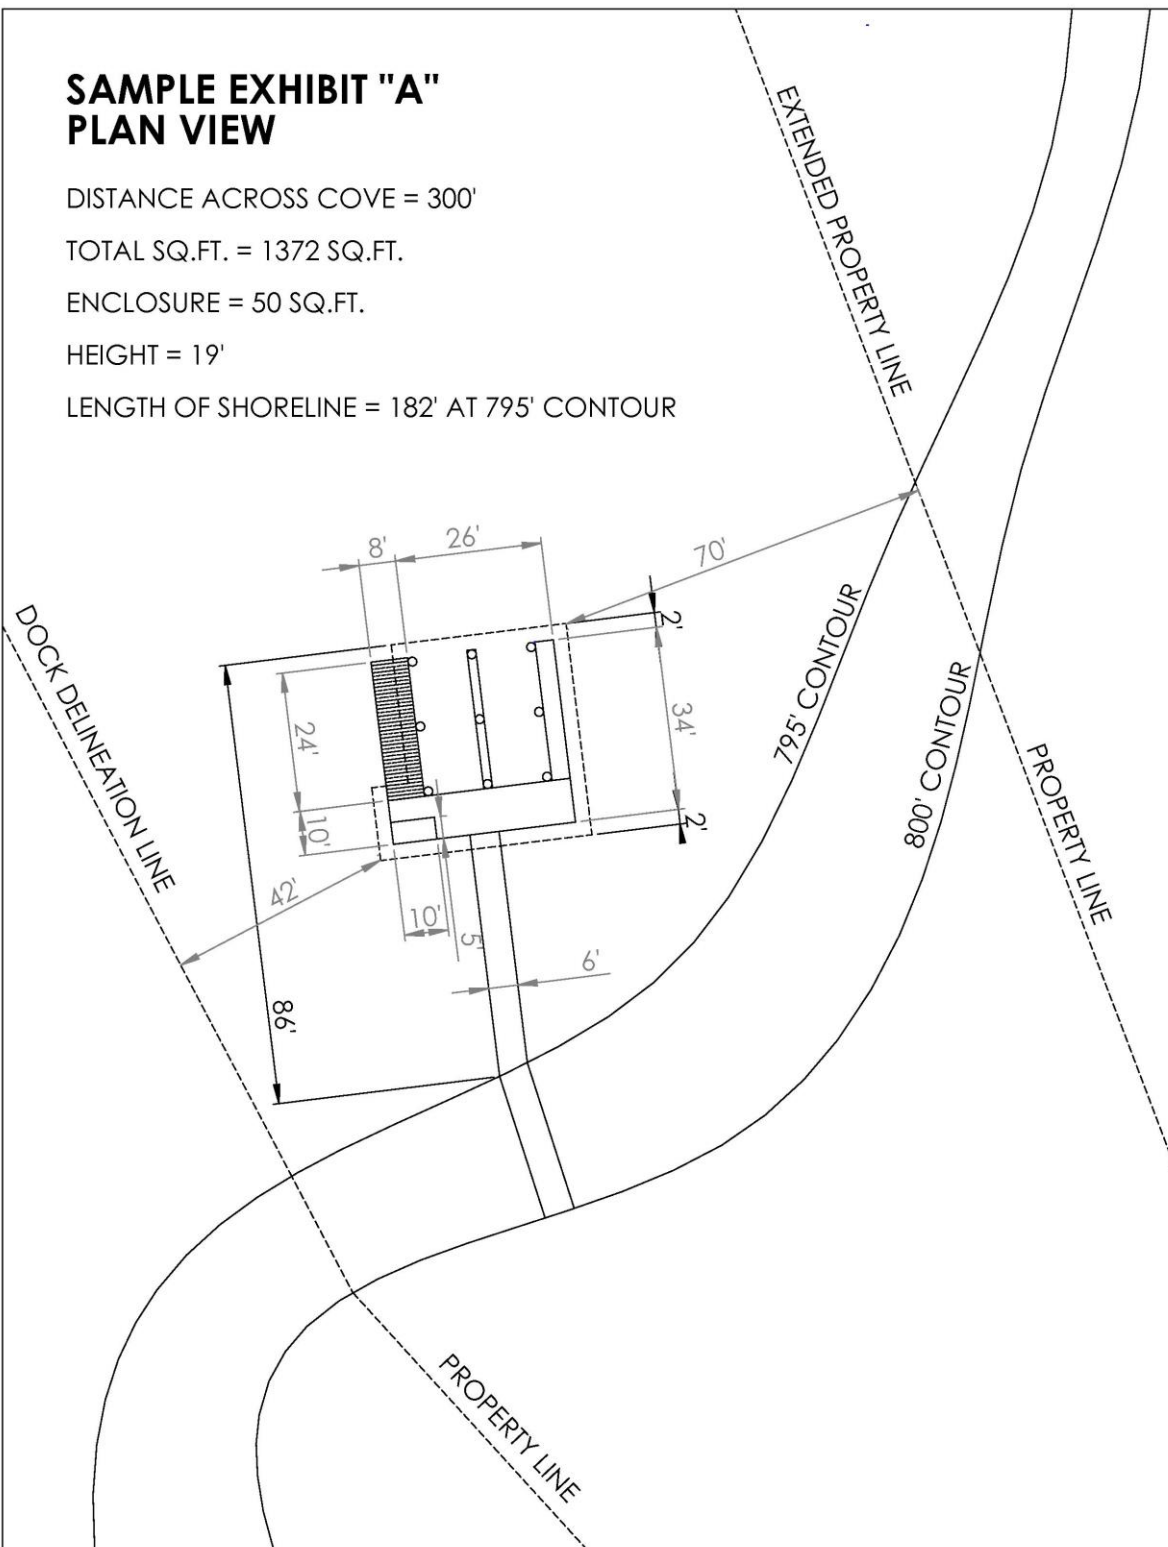 SAMPLE EXHIBIT "A"
PLAN VIEW
DISTANCE ACROSS COVE = 300'
TOTAL SQ.FT. = 1372 SQ.FT.
ENCLOSURE = 50 SQ.FT.
HEIGHT = 19'
LENGTH OF SHORELINE = 182' AT 795' CONTOUR
EXTENDED PROPERTY LINE
8'
26'
70'
2'
DOCK DELINEATION LINE
24'
34'
795' CONTOUR
800' CONTOUR
PROPERTY LINE
10'
2'
42'
10'
5'
6'
86'
PROPERTY LINE